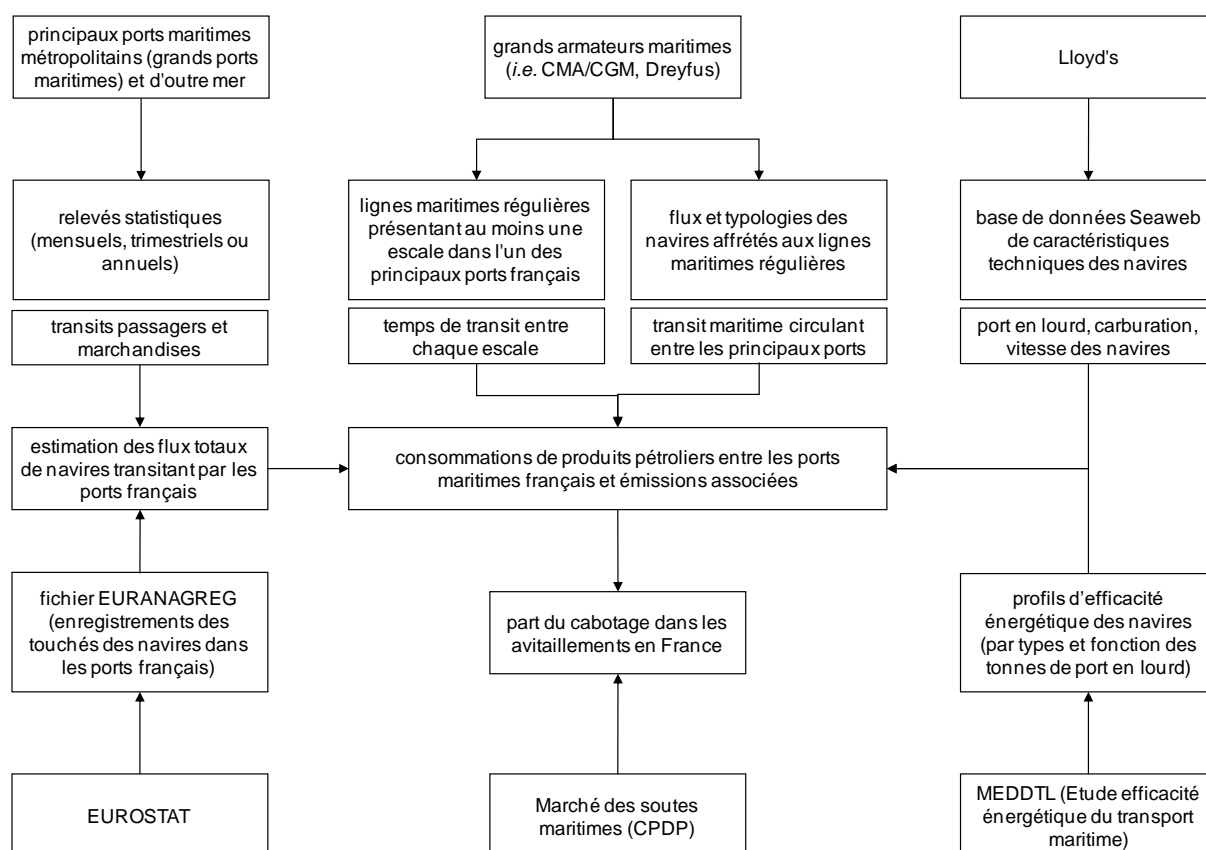 principaux ports maritimes
métropolitains (grands ports
maritimes) et d'outre mer
grands armateurs maritimes
(i.e. CMA/CGM, Dreyfus)
Lloyd's
relevés statistiques
(mensuels, trimestriels ou
annuels)
lignes maritimes régulières
présentant au moins une
escale dans l'un des
principaux ports français
flux et typologies des
navires affrétés aux lignes
maritimes régulières
base de données Seaweb
de caractéristiques
techniques des navires
transits passagers et
marchandises
temps de transit entre
chaque escale
transit maritime circulant
entre les principaux ports
port en lourd, carburation,
vitesse des navires
estimation des flux totaux
de navires transitant par les
ports français
consommations de produits pétroliers entre les ports
maritimes français et émissions associées
fichier EURANAGREG
(enregistrements des
touchés des navires dans
les ports français)
part du cabotage dans les
avitaillements en France
profils d’efficacité
énergétique des navires
(par types et fonction des
tonnes de port en lourd)
EUROSTAT
Marché des soutes
maritimes (CPDP)
MEDDTL (Etude efficacité
énergétique du transport
maritime)